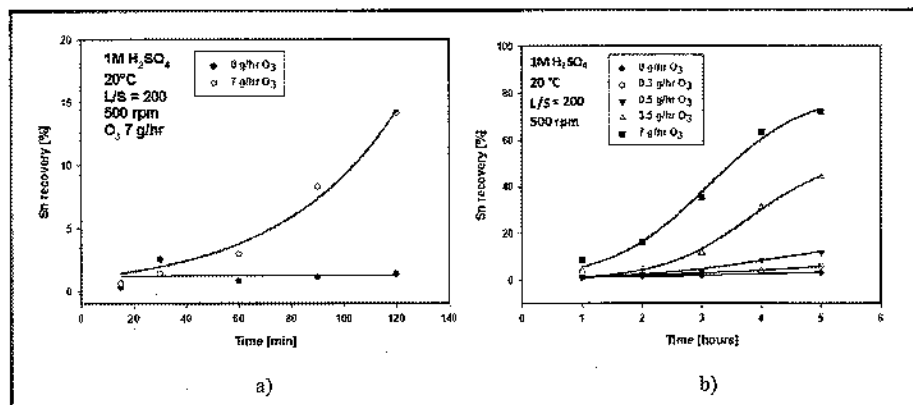 20
15
10
5
0
0
20
40
60
80
100
120
140
Sn recovery [%]
Time [min]
1M H₂SO₄
20°C
L/S = 200
500 rpm
O₃ 7 g/hr
0 g/hr O₃
7 g/hr O₃
a)
100
80
60
40
20
0
0
1
2
3
4
5
6
Sn recovery [%]
Time [hours]
1M H₂SO₄
20 °C
L/S = 200
500 rpm
0 g/hr O₃
0.3 g/hr O₃
0.5 g/hr O₃
3.5 g/hr O₃
7 g/hr O₃
b)